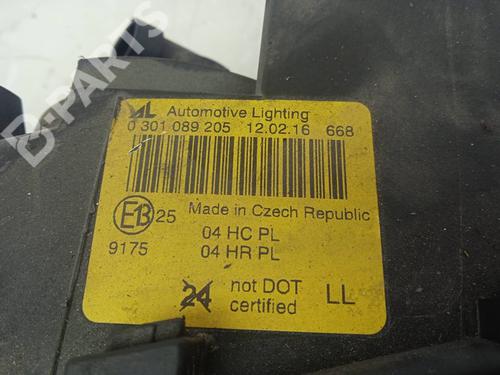 B-PARTS
AL Automotive Lighting
0 301 089 205 12.02.16 668
E13 25 Made in Czech Republic
9175 04 HC PL
04 HR PL
24 not DOT LL
certified